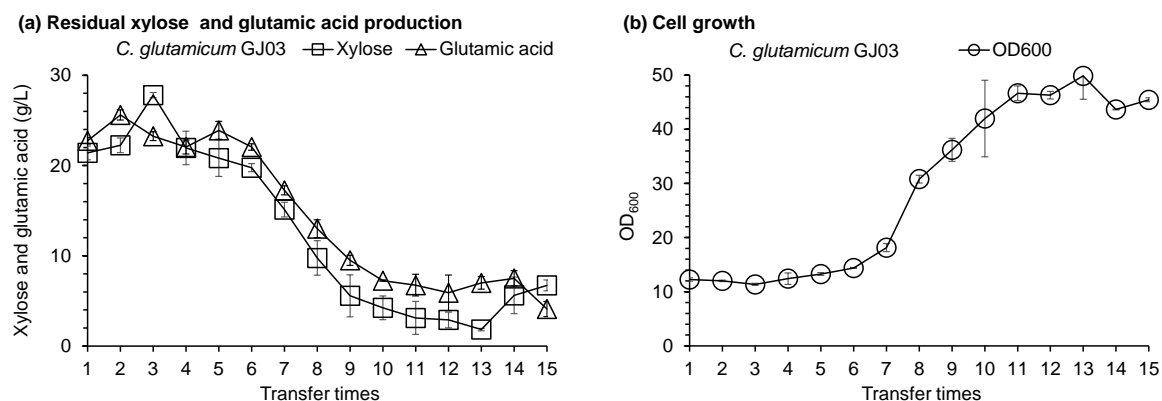 (a) Residual xylose and glutamic acid production
C. glutamicum GJ03 Xylose Glutamic acid
30
20
10
0
Xylose and glutamic acid (g/L)
1 2 3 4 5 6 7 8 9 10 11 12 13 14 15
Transfer times
(b) Cell growth
C. glutamicum GJ03 OD600
50
40
30
20
10
0
OD600
1 2 3 4 5 6 7 8 9 10 11 12 13 14 15
Transfer times